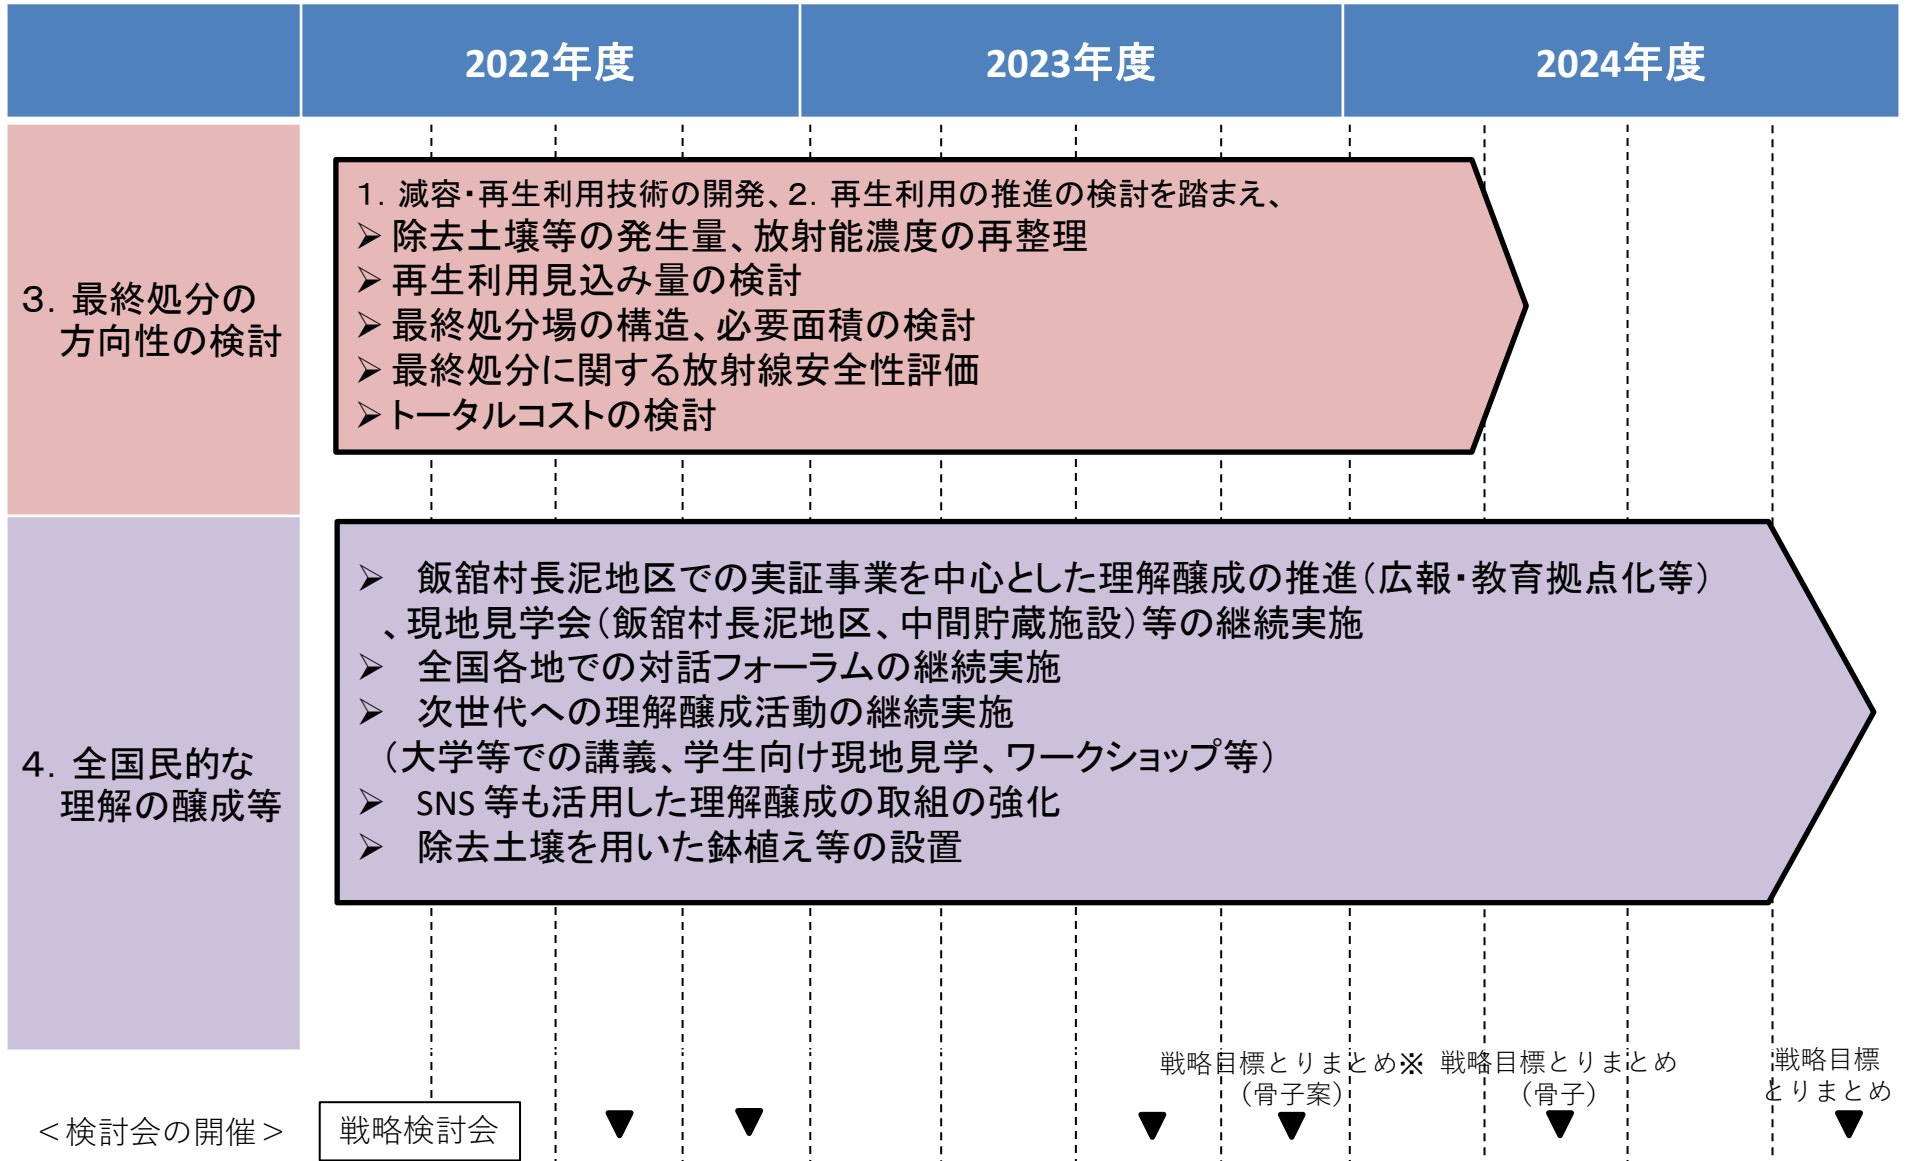 2022年度
2023年度
2024年度
3．最終処分の
方向性の検討
1．減容・再生利用技術の開発、2．再生利用の推進の検討を踏まえ、
➢除去土壌等の発生量、放射能濃度の再整理
➢再生利用見込み量の検討
➢最終処分場の構造、必要面積の検討
➢最終処分に関する放射線安全性評価
➢トータルコストの検討
4．全国民的な
理解の醸成等
➢ 飯舘村長泥地区での実証事業を中心とした理解醸成の推進（広報・教育拠点化等）
、現地見学会（飯舘村長泥地区、中間貯蔵施設）等の継続実施
➢ 全国各地での対話フォーラムの継続実施
➢ 次世代への理解醸成活動の継続実施
（大学等での講義、学生向け現地見学、ワークショップ等）
➢ SNS 等も活用した理解醸成の取組の強化
➢ 除去土壌を用いた鉢植え等の設置
戦略目標とりまとめ※
（骨子案）
戦略目標とりまとめ
（骨子）
戦略目標
とりまとめ
＜検討会の開催＞
戦略検討会